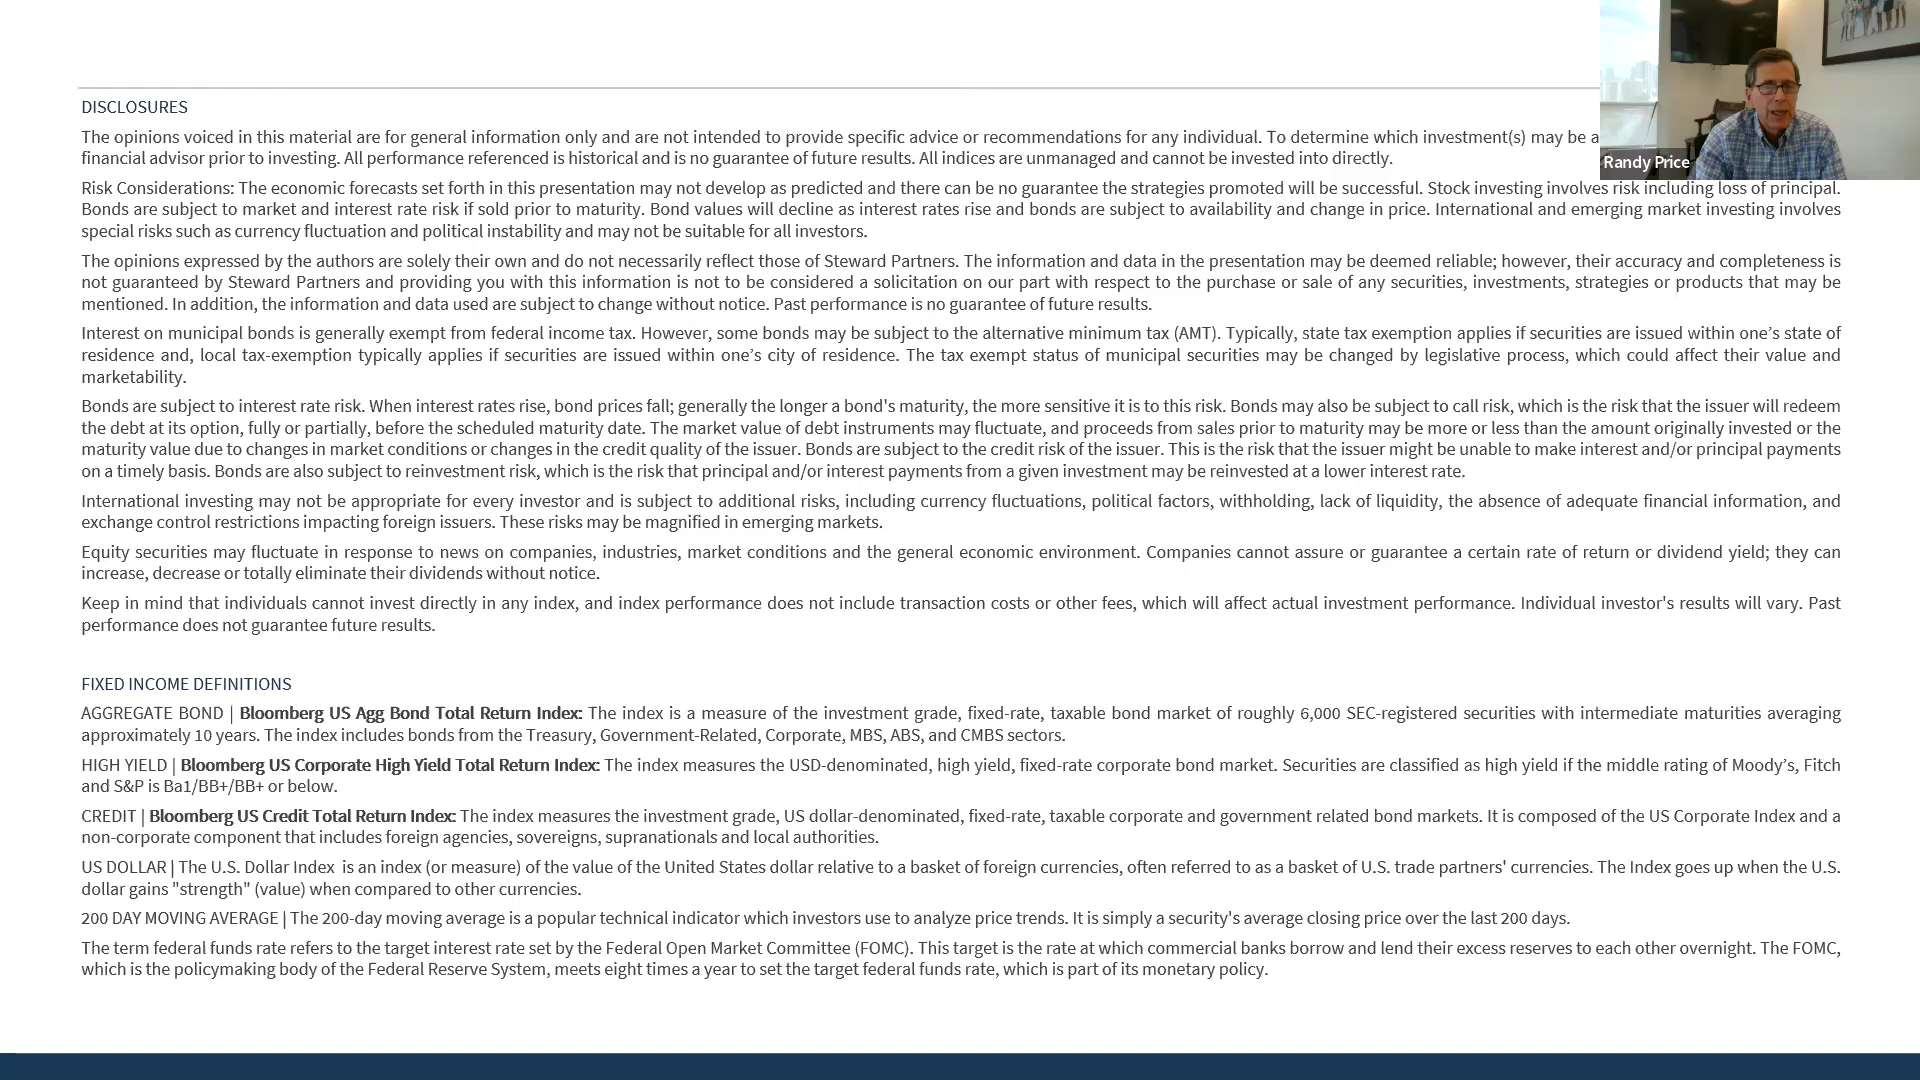 DISCLOSURES
The opinions voiced in this material are for general information only and are not intended to provide specific advice or recommendations for any individual. To determine which investment(s) may be a
financial advisor prior to investing. All performance referenced is historical and is no guarantee of future results. All indices are unmanaged and cannot be invested into directly.
Randy Price
Risk Considerations: The economic forecasts set forth in this presentation may not develop as predicted and there can be no guarantee the strategies promoted will be successful. Stock investing involves risk including loss of principal.
Bonds are subject to market and interest rate risk if sold prior to maturity. Bond values will decline as interest rates rise and bonds are subject to availability and change in price. International and emerging market investing involves
special risks such as currency fluctuation and political instability and may not be suitable for all investors.
The opinions expressed by the authors are solely their own and do not necessarily reflect those of Steward Partners. The information and data in the presentation may be deemed reliable; however, their accuracy and completeness is
not guaranteed by Steward Partners and providing you with this information is not to be considered a solicitation on our part with respect to the purchase or sale of any securities, investments, strategies or products that may be
mentioned. In addition, the information and data used are subject to change without notice. Past performance is no guarantee of future results.
Interest on municipal bonds is generally exempt from federal income tax. However, some bonds may be subject to the alternative minimum tax (AMT). Typically, state tax exemption applies if securities are issued within one’s state of
residence and, local tax-exemption typically applies if securities are issued within one’s city of residence. The tax exempt status of municipal securities may be changed by legislative process, which could affect their value and
marketability.
Bonds are subject to interest rate risk. When interest rates rise, bond prices fall; generally the longer a bond's maturity, the more sensitive it is to this risk. Bonds may also be subject to call risk, which is the risk that the issuer will redeem
the debt at its option, fully or partially, before the scheduled maturity date. The market value of debt instruments may fluctuate, and proceeds from sales prior to maturity may be more or less than the amount originally invested or the
maturity value due to changes in market conditions or changes in the credit quality of the issuer. Bonds are subject to the credit risk of the issuer. This is the risk that the issuer might be unable to make interest and/or principal payments
on a timely basis. Bonds are also subject to reinvestment risk, which is the risk that principal and/or interest payments from a given investment may be reinvested at a lower interest rate.
International investing may not be appropriate for every investor and is subject to additional risks, including currency fluctuations, political factors, withholding, lack of liquidity, the absence of adequate financial information, and
exchange control restrictions impacting foreign issuers. These risks may be magnified in emerging markets.
Equity securities may fluctuate in response to news on companies, industries, market conditions and the general economic environment. Companies cannot assure or guarantee a certain rate of return or dividend yield; they can
increase, decrease or totally eliminate their dividends without notice.
Keep in mind that individuals cannot invest directly in any index, and index performance does not include transaction costs or other fees, which will affect actual investment performance. Individual investor's results will vary. Past
performance does not guarantee future results.
FIXED INCOME DEFINITIONS
AGGREGATE BOND | Bloomberg US Agg Bond Total Return Index: The index is a measure of the investment grade, fixed-rate, taxable bond market of roughly 6,000 SEC-registered securities with intermediate maturities averaging
approximately 10 years. The index includes bonds from the Treasury, Government-Related, Corporate, MBS, ABS, and CMBS sectors.
HIGH YIELD | Bloomberg US Corporate High Yield Total Return Index: The index measures the USD-denominated, high yield, fixed-rate corporate bond market. Securities are classified as high yield if the middle rating of Moody’s, Fitch
and S&P is Ba1/BB+/BB+ or below.
CREDIT | Bloomberg US Credit Total Return Index: The index measures the investment grade, US dollar-denominated, fixed-rate, taxable corporate and government related bond markets. It is composed of the US Corporate Index and a
non-corporate component that includes foreign agencies, sovereigns, supranationals and local authorities.
US DOLLAR | The U.S. Dollar Index is an index (or measure) of the value of the United States dollar relative to a basket of foreign currencies, often referred to as a basket of U.S. trade partners' currencies. The Index goes up when the U.S.
dollar gains "strength" (value) when compared to other currencies.
200 DAY MOVING AVERAGE | The 200-day moving average is a popular technical indicator which investors use to analyze price trends. It is simply a security's average closing price over the last 200 days.
The term federal funds rate refers to the target interest rate set by the Federal Open Market Committee (FOMC). This target is the rate at which commercial banks borrow and lend their excess reserves to each other overnight. The FOMC,
which is the policymaking body of the Federal Reserve System, meets eight times a year to set the target federal funds rate, which is part of its monetary policy.